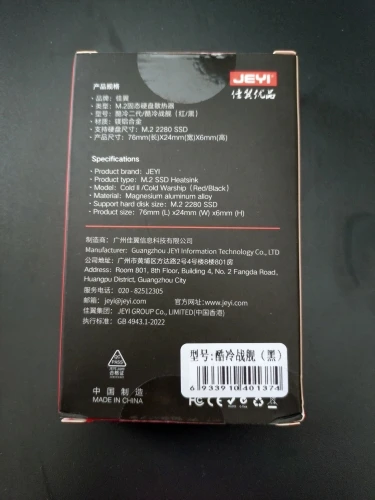 JEYI
佳翼优品
产品规格
· 品牌：佳翼
· 类型：M.2固态硬盘散热器
· 型号：酷冷二代/酷冷战舰（红/黑）
· 材质：镁铝合金
· 支持硬盘尺寸：M.2 2280 SSD
· 产品尺寸：76mm(长)X24mm(宽)X6mm(高)
Specifications
· Product brand：JEYI
· Product type：M.2 SSD Heatsink
· Model：Cold Ⅱ/Cold Warship（Red/Black）
· Material：Magnesium aluminum alloy
· Support hard disk size：M.2 2280 SSD
· Product size：76mm (L) x24mm (W) x6mm (H)
制造商：广州佳翼信息科技有限公司
Manufacturer：Guangzhou JEYI Information Technology Co., LTD
公司地址：广州市黄埔区方达路2号4号楼8楼801房
Address：Room 801, 8th Floor, Building 4, No. 2 Fangda Road,
Huangpu District, Guangzhou City
服务电话：020-82512305
邮箱：jeyi@jeyi.com 官方网址：www.jeyi.com
佳翼集团：JEYI GROUP Co., LIMITED(中国香港)
执行标准：GB 4943.1-2022
合格证
中国制造
MADE IN CHINA
型号:酷冷战舰（黑）
6933910401374
FC CE